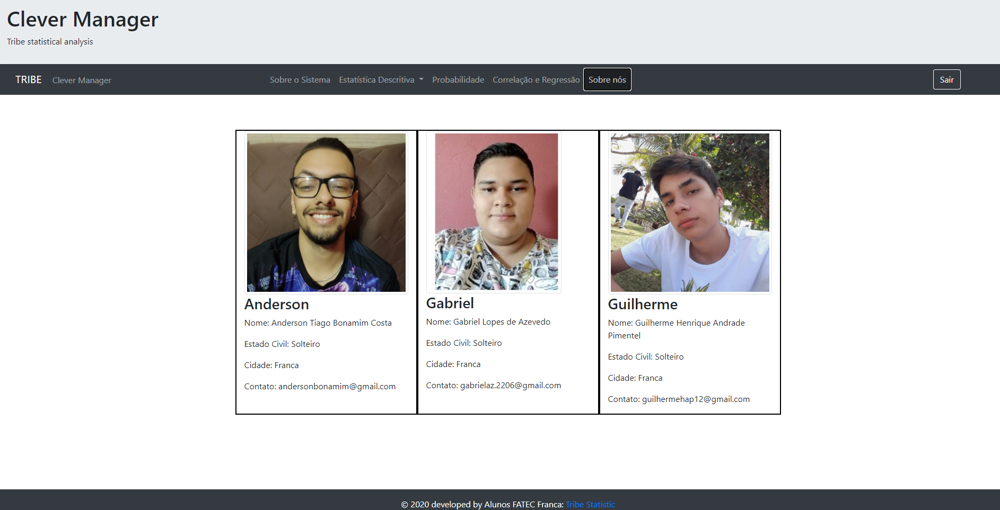 Clever Manager
Tribe statistical analysis
TRIBE Clever Manager Sobre o Sistema Estatística Descritiva Probabilidade Correlação e Regressão Sobre nós Sair
Anderson
Nome: Anderson Tiago Bonamim Costa
Estado Civil: Solteiro
Cidade: Franca
Contato: andersonbonamim@gmail.com
Gabriel
Nome: Gabriel Lopes de Azevedo
Estado Civil: Solteiro
Cidade: Franca
Contato: gabrielaz.2206@gmail.com
Guilherme
Nome: Guilherme Henrique Andrade
Pimentel
Estado Civil: Solteiro
Cidade: Franca
Contato: guilhermehap12@gmail.com
© 2020 developed by Alunos FATEC Franca: Tribe Statistic